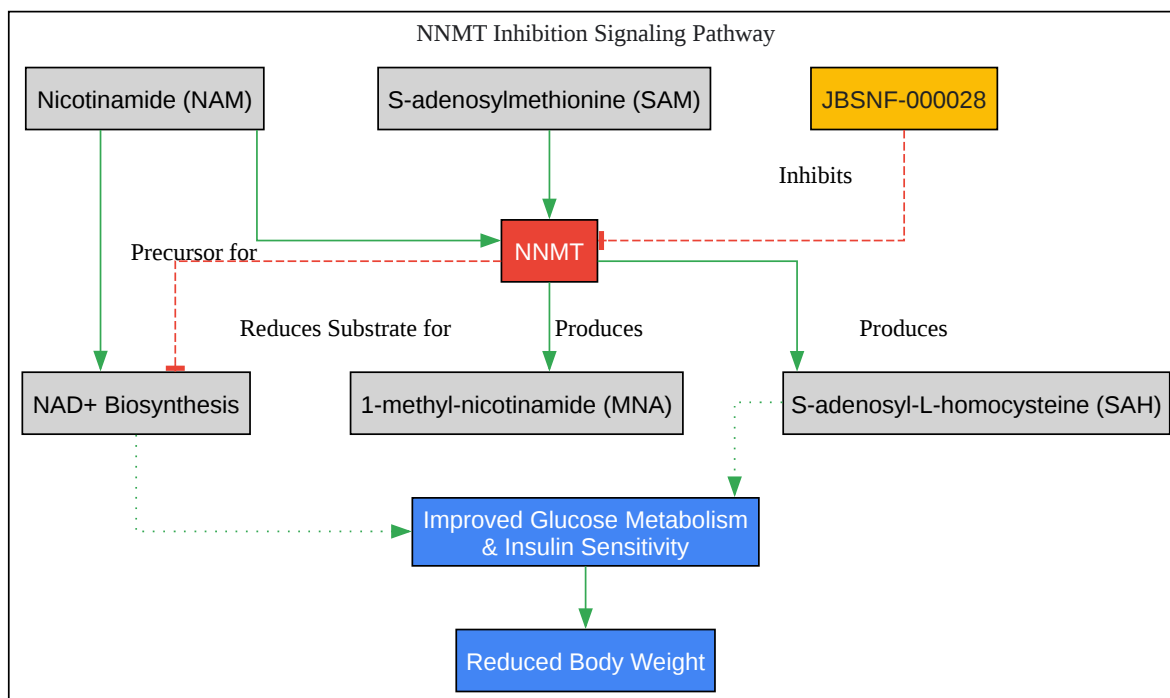 NNMT Inhibition Signaling Pathway
Nicotinamide (NAM)
S-adenosylmethionine (SAM)
JBSNF-000028
Inhibits
Precursor for
NNMT
Reduces Substrate for
Produces
Produces
NAD+ Biosynthesis
1-methyl-nicotinamide (MNA)
S-adenosyl-L-homocysteine (SAH)
Improved Glucose Metabolism
& Insulin Sensitivity
Reduced Body Weight